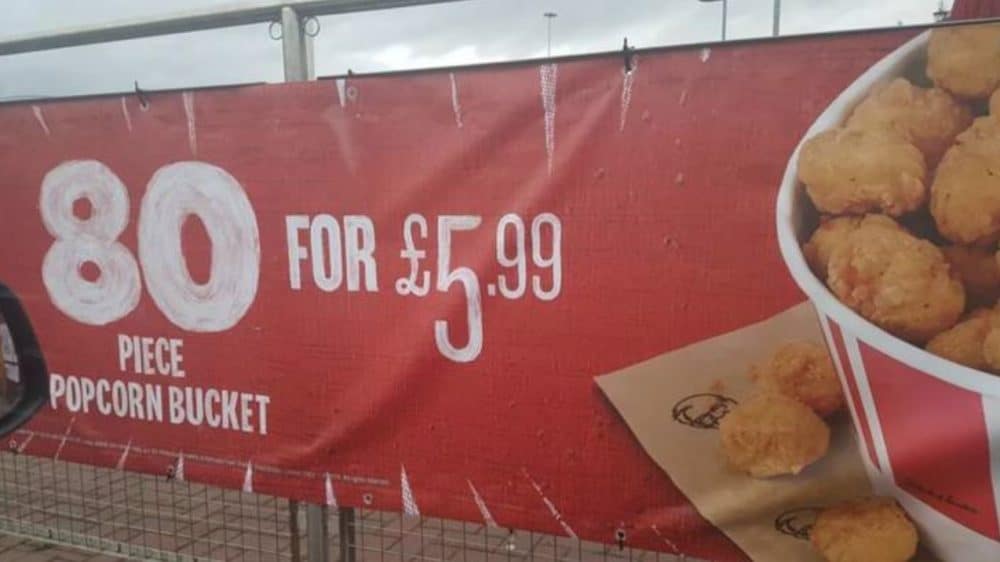 80
FOR £5.99
PIECE
POPCORN BUCKET